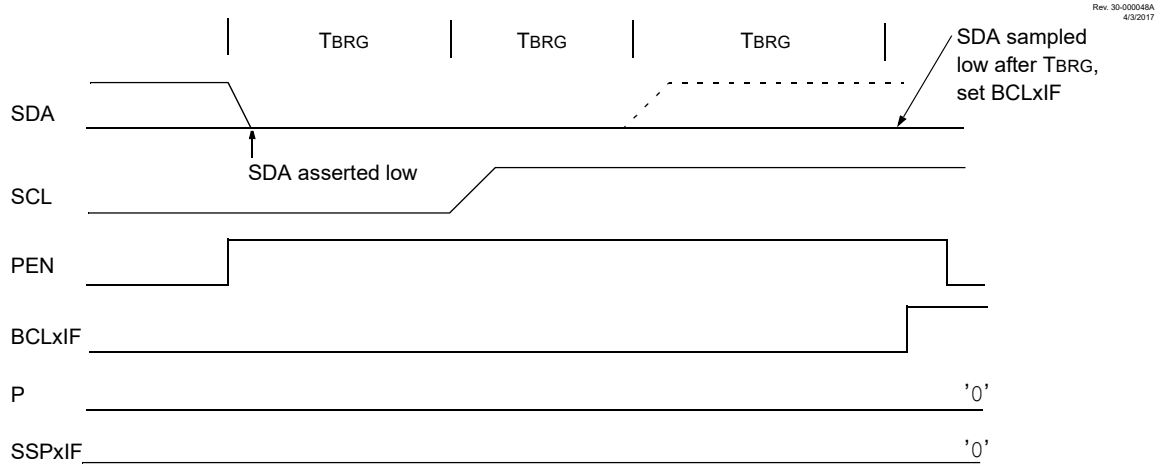 Rev. 30-000048A
4/3/2017
TBRG TBRG TBRG
SDA sampled
low after TBRG,
set BCLxIF
SDA
SDA asserted low
SCL
PEN
BCLxIF
P '0'
SSPxIF '0'